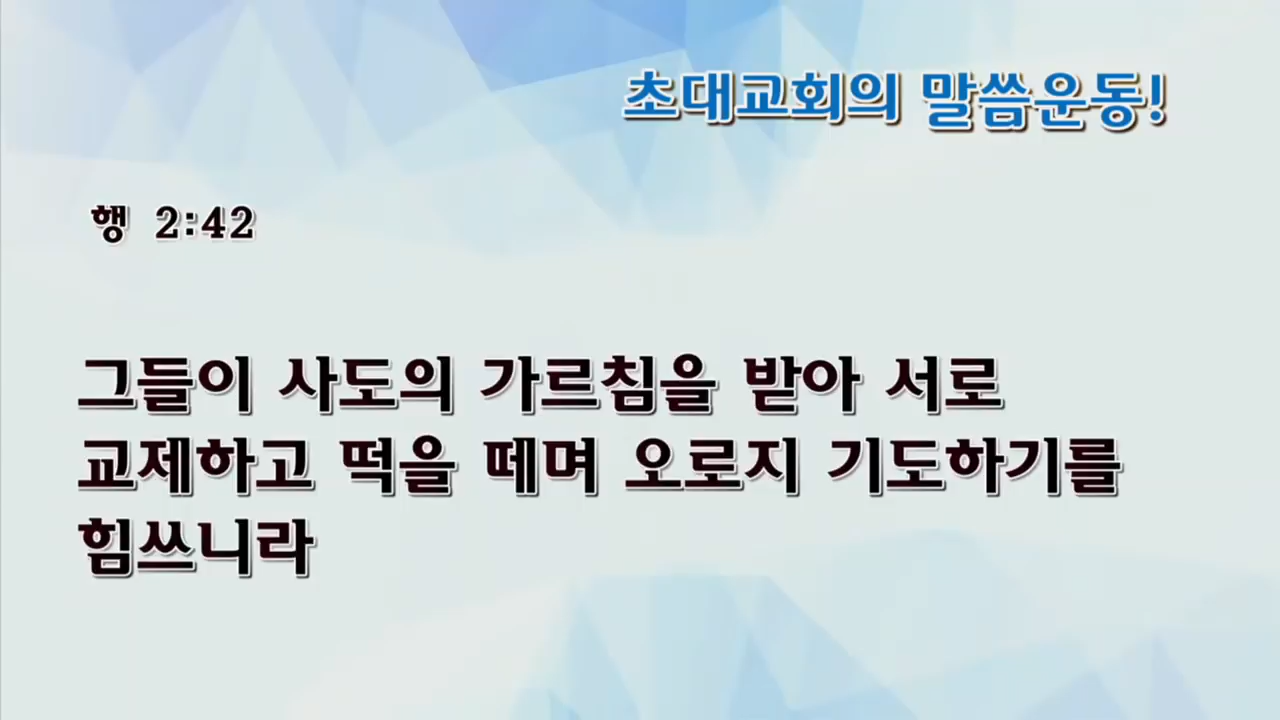 초대교회의 말씀운동!
행 2:42
그들이 사도의 가르침을 받아 서로
교제하고 떡을 떼며 오로지 기도하기를
힘쓰니라